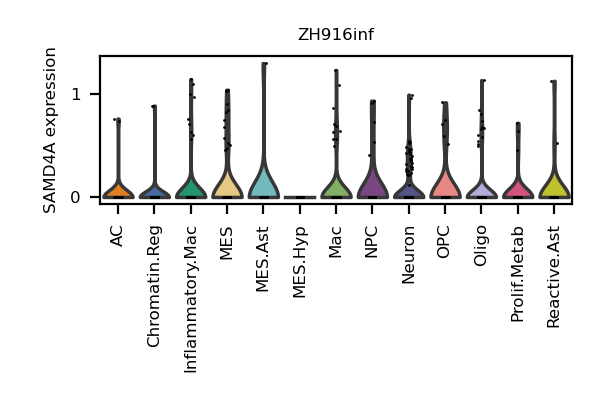 ZH916inf
SAMD4A expression
1
0
AC
Chromatin.Reg
Inflammatory.Mac
MES
MES.Ast
MES.Hyp
Mac
NPC
Neuron
OPC
Oligo
Prolif.Metab
Reactive.Ast